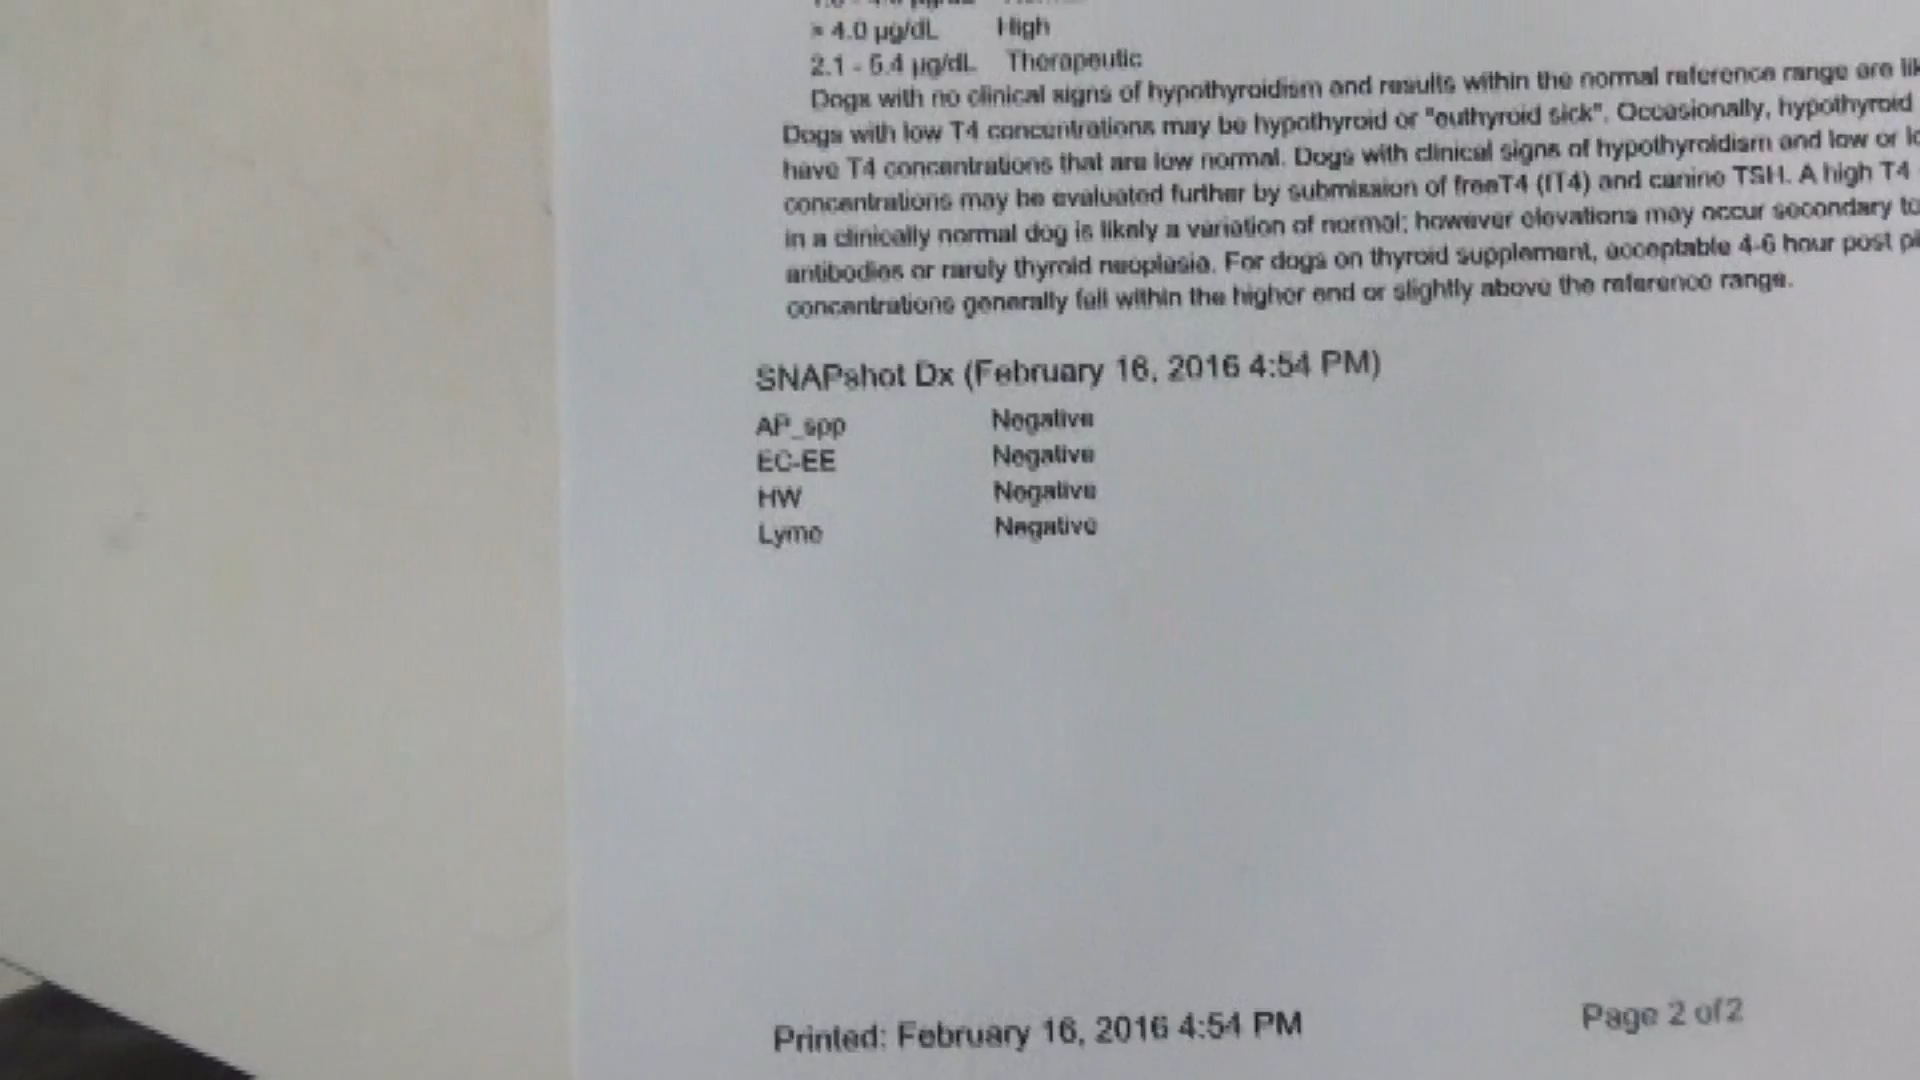 > 4.0 µg/dL High
2.1 - 5.4 µg/dL Therapeutic
Dogs with no clinical signs of hypothyroidism and results within the normal reference range are
Dogs with low T4 concentrations may be hypothyroid or "euthyroid sick". Occasionally, hypothyroid
have T4 concentrations that are low normal. Dogs with clinical signs of hypothyroidism and low or
concentrations may be evaluated further by submission of freeT4 (fT4) and canine TSH. A high T4
in a clinically normal dog is likely a variation of normal; however elevations may occur secondary to
antibodies or rarely thyroid neoplasia. For dogs on thyroid supplement, acceptable 4-6 hour post
concentrations generally fall within the higher end or slightly above the reference range.
SNAPshot Dx (February 16, 2016 4:54 PM)
AP_spp Negative
EC-EE Negative
HW Negative
Lyme Negative
Printed: February 16, 2016 4:54 PM
Page 2 of 2